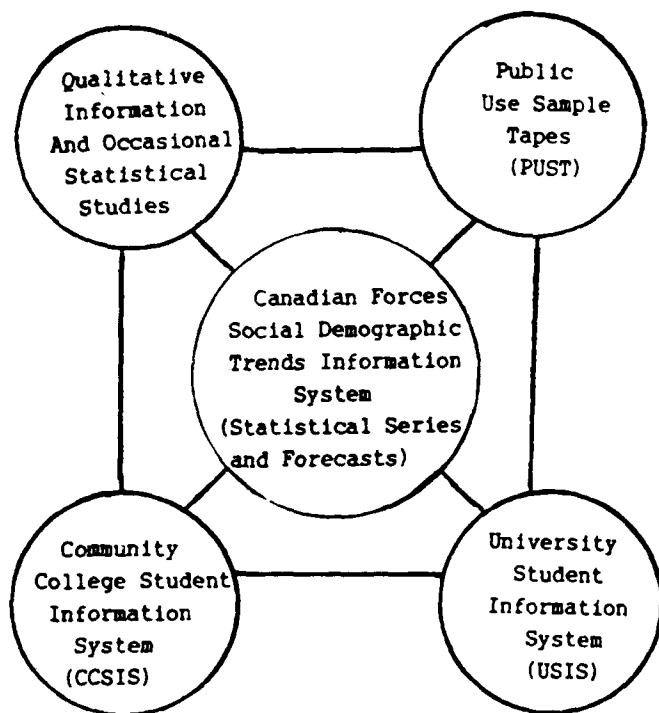 Qualitative
Information
And Occasional
Statistical
Studies
Public
Use Sample
Tapes
(PUST)
Canadian Forces
Social Demographic
Trends Information
System
(Statistical Series
and Forecasts)
Community
College Student
Information
System
(CCSIS)
University
Student
Information
System
(USIS)